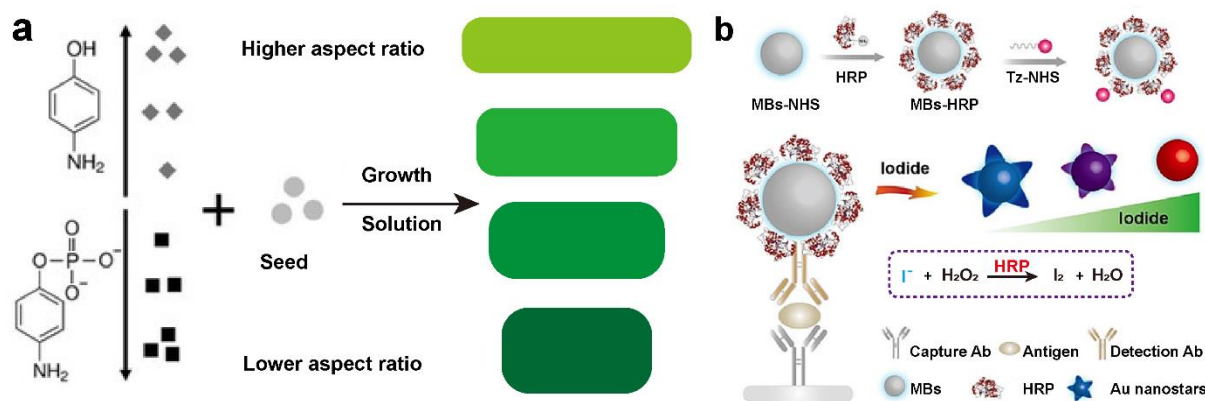 a
OH
NH₂
O
O P O⁻
O⁻
NH₂
+
Seed
Growth
Solution
Higher aspect ratio
Lower aspect ratio
b
MBs-NHS
HRP
NH₂
MBs-HRP
Tz-NHS
Iodide
Iodide
I⁻ + H₂O₂ HRP I₂ + H₂O
Capture Ab
Antigen
Detection Ab
MBs
HRP
Au nanostars